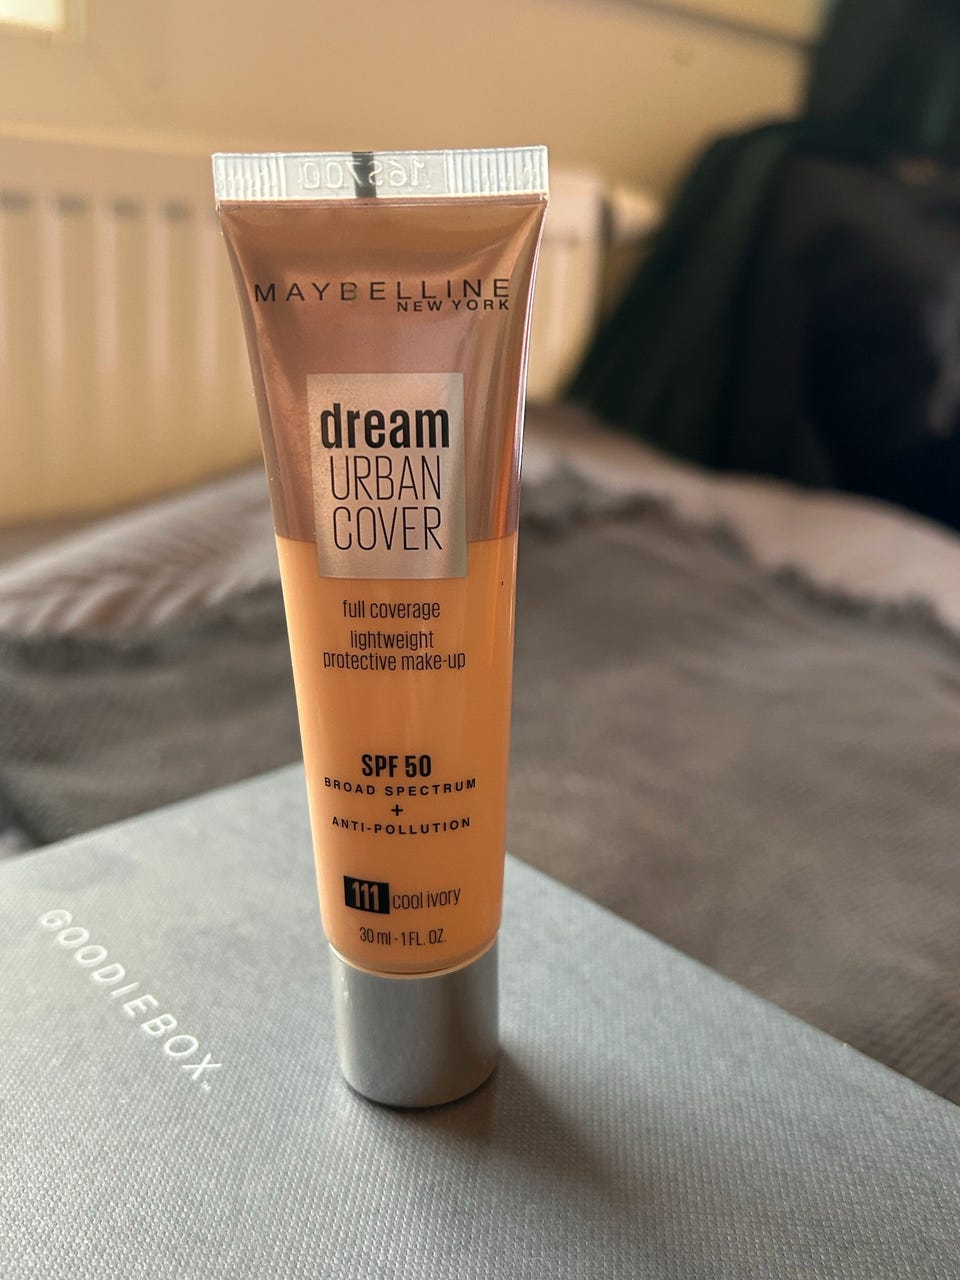 MAYBELLINE
NEW YORK
dream
URBAN
COVER
full coverage
lightweight
protective make-up
SPF 50
BROAD SPECTRUM
+
ANTI-POLLUTION
111 cool ivory
30 ml - 1 FL. OZ.
GOODIEBOX™